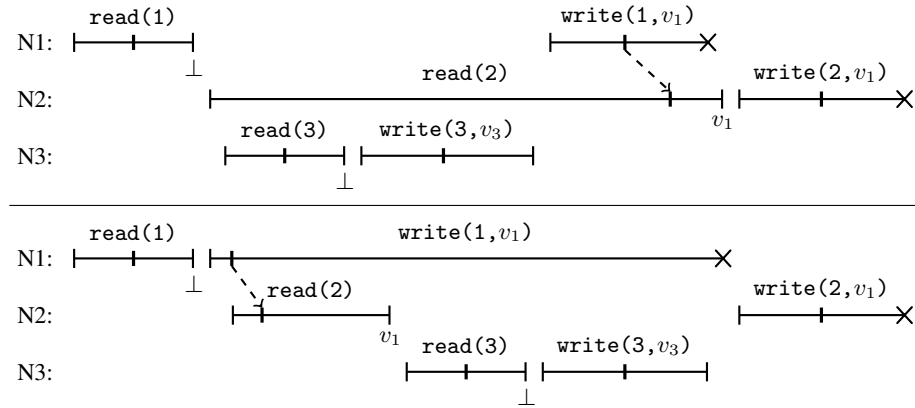 read(1) write(1, v₁)
N1:
⊥ read(2) write(2, v₁)
N2:
read(3) write(3, v₃) v₁
N3:
⊥
read(1) write(1, v₁)
N1:
⊥ read(2) write(2, v₁)
N2:
read(3) write(3, v₃)
v₁
N3:
⊥